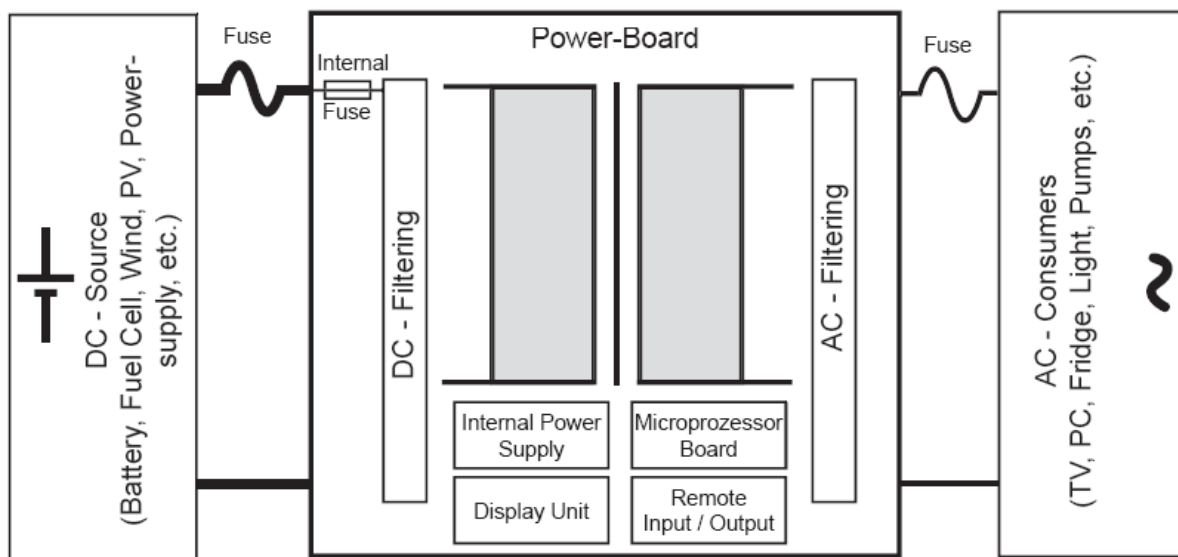 Fuse
Power-Board
Fuse
Internal
Fuse
DC - Source
(Battery, Fuel Cell, Wind, PV, Power-
supply, etc.)
DC - Filtering
AC - Filtering
AC - Consumers
(TV, PC, Fridge, Light, Pumps, etc.)
Internal Power
Supply
Microprozessor
Board
Display Unit
Remote
Input / Output